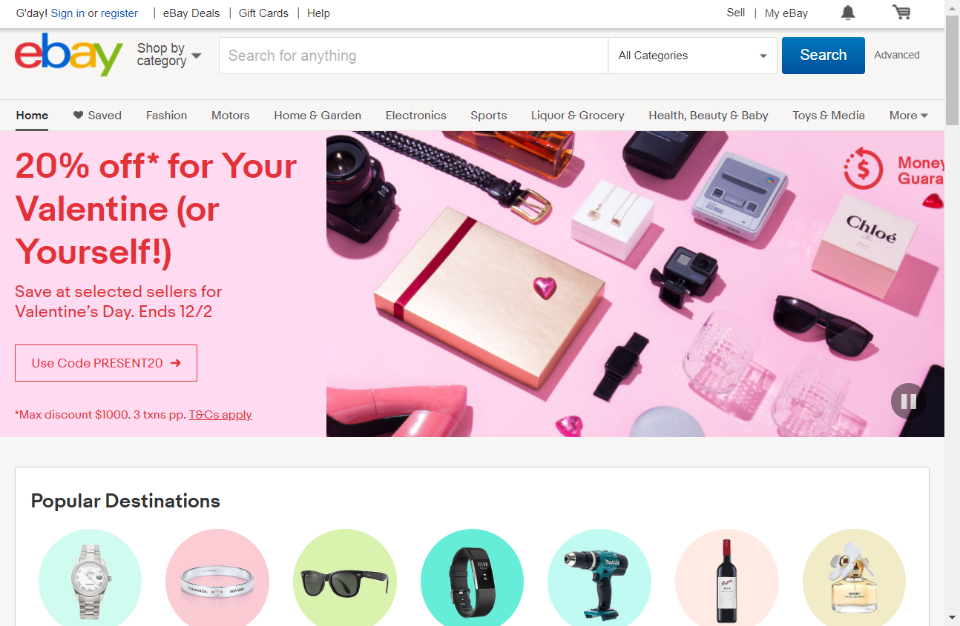 G'day! Sign in or register | eBay Deals | Gift Cards | Help
Sell | My eBay
ebay
Shop by
category
Search for anything
All Categories
Search
Advanced
Home
Saved
Fashion
Motors
Home & Garden
Electronics
Sports
Liquor & Grocery
Health, Beauty & Baby
Toys & Media
More
20% off* for Your
Valentine (or
Yourself!)
Save at selected sellers for
Valentine's Day. Ends 12/2
Use Code PRESENT20
*Max discount $1000. 3 txns pp. T&Cs apply
$
Money
Guara
Chloé
Popular Destinations